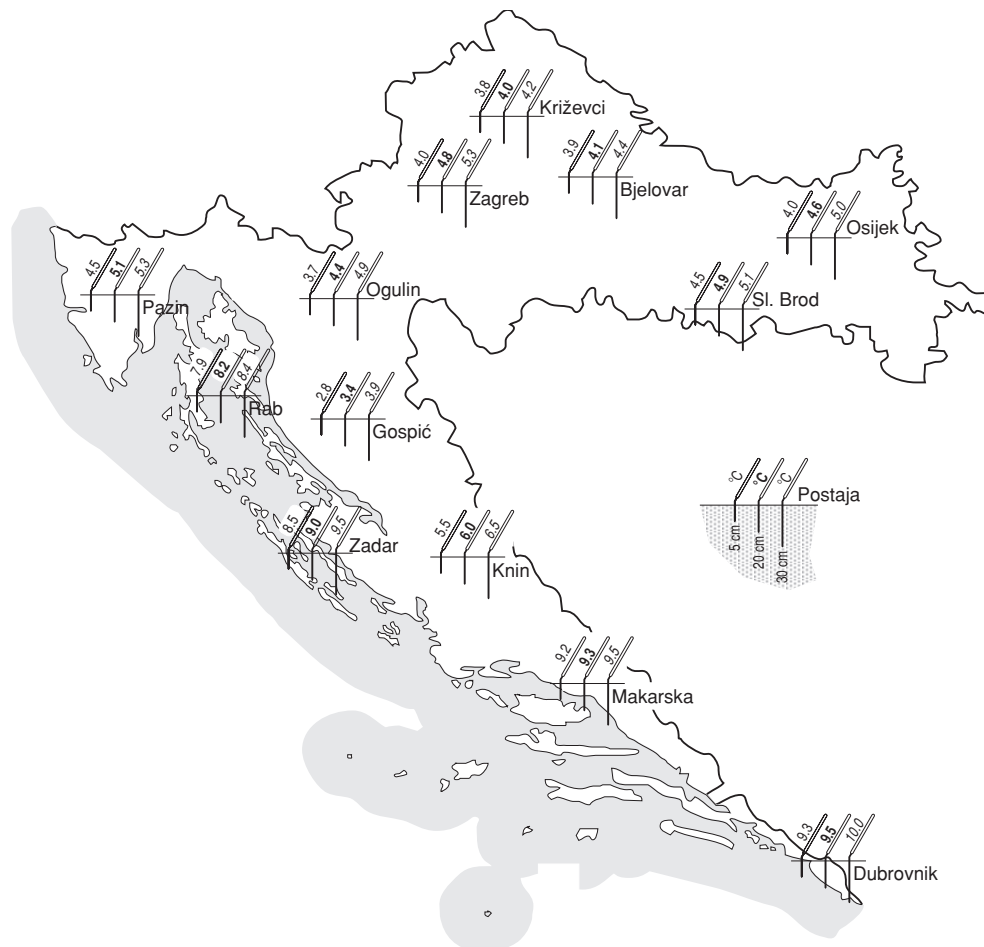 3.8 4.0 4.2
Križevci
4.0 4.8 5.3
Zagreb
3.9 4.1 4.4
Bjelovar
4.0 4.6 5.0
Osijek
4.5 5.1 5.3
Pazin
3.7 4.4 4.9
Ogulin
4.5 4.9 5.1
Sl. Brod
7.9 8.2 8.4
Rab
2.8 3.4 3.9
Gospić
°C °C °C
Postaja
5 cm
20 cm
30 cm
8.5 9.0 9.5
Zadar
5.5 6.0 6.5
Knin
9.2 9.3 9.5
Makarska
9.3 9.5 10.0
Dubrovnik